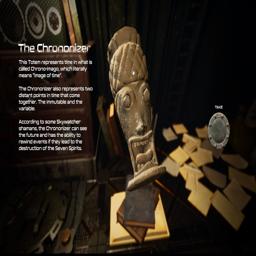 The Chrononizer
This Totem represents time in what is
called Chrono-imago, which literally
means "image of time".
The Chrononizer also represents two
distant points in time that come
together. The immutable and the
variable.
According to some Skywatcher
shamans, the Chrononizer can see
the future and has the ability to
rewind events if they lead to the
destruction of the Seven Spirits.
TAKE